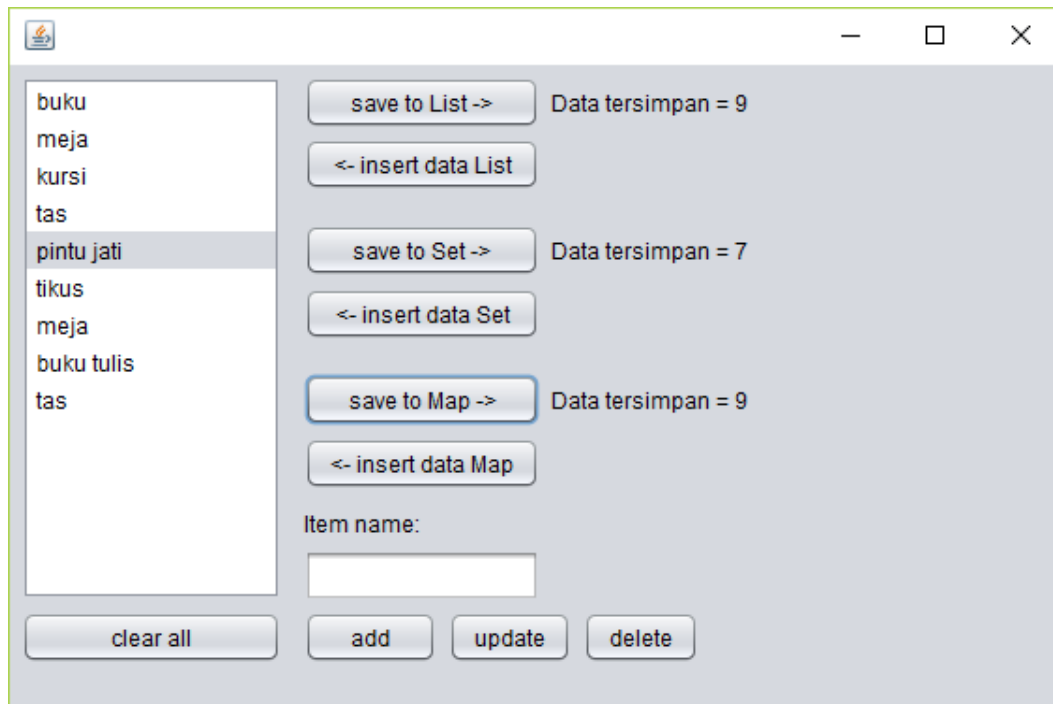 buku
meja
kursi
tas
pintu jati
tikus
meja
buku tulis
tas
clear all
save to List -> Data tersimpan = 9
<- insert data List
save to Set -> Data tersimpan = 7
<- insert data Set
save to Map -> Data tersimpan = 9
<- insert data Map
Item name:
add update delete